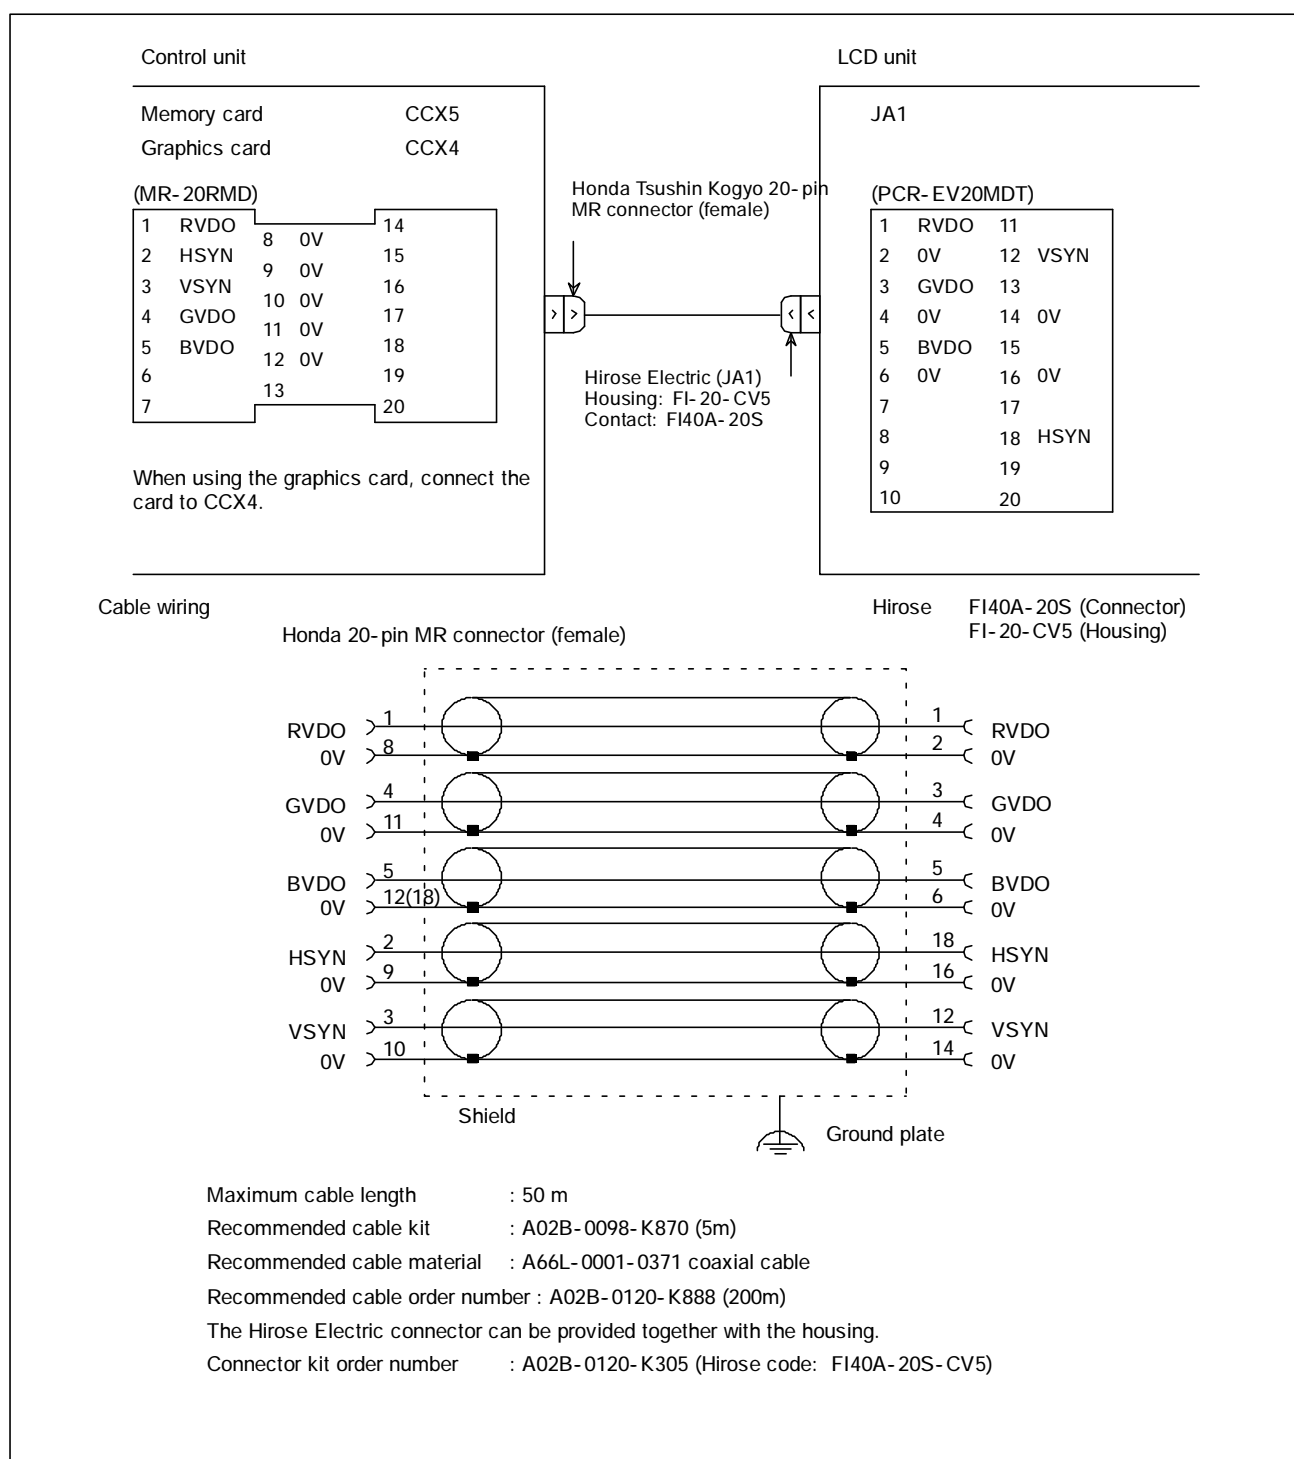 Control unit
LCD unit
Memory card CCX5
Graphics card CCX4
JA1
(MR-20RMD)
1 RVDO 14
8 0V
2 HSYN 15
9 0V
3 VSYN 16
10 0V
4 GVDO 17
11 0V
5 BVDO 18
12 0V
6 19
13
7 20
Honda Tsushin Kogyo 20-pin
MR connector (female)
(PCR-EV20MDT)
1 RVDO 11
2 0V 12 VSYN
3 GVDO 13
4 0V 14 0V
5 BVDO 15
6 0V 16 0V
7 17
8 18 HSYN
9 19
10 20
Hirose Electric (JA1)
Housing: FI-20-CV5
Contact: FI40A-20S
When using the graphics card, connect the
card to CCX4.
Cable wiring
Honda 20-pin MR connector (female)
Hirose FI40A-20S (Connector)
FI-20-CV5 (Housing)
RVDO 1 1 RVDO
0V 8 2 0V
GVDO 4 3 GVDO
0V 11 4 0V
BVDO 5 5 BVDO
0V 12(18) 6 0V
HSYN 2 18 HSYN
0V 9 16 0V
VSYN 3 12 VSYN
0V 10 14 0V
Shield
Ground plate
Maximum cable length : 50 m
Recommended cable kit : A02B-0098-K870 (5m)
Recommended cable material : A66L-0001-0371 coaxial cable
Recommended cable order number : A02B-0120-K888 (200m)
The Hirose Electric connector can be provided together with the housing.
Connector kit order number : A02B-0120-K305 (Hirose code: FI40A-20S-CV5)